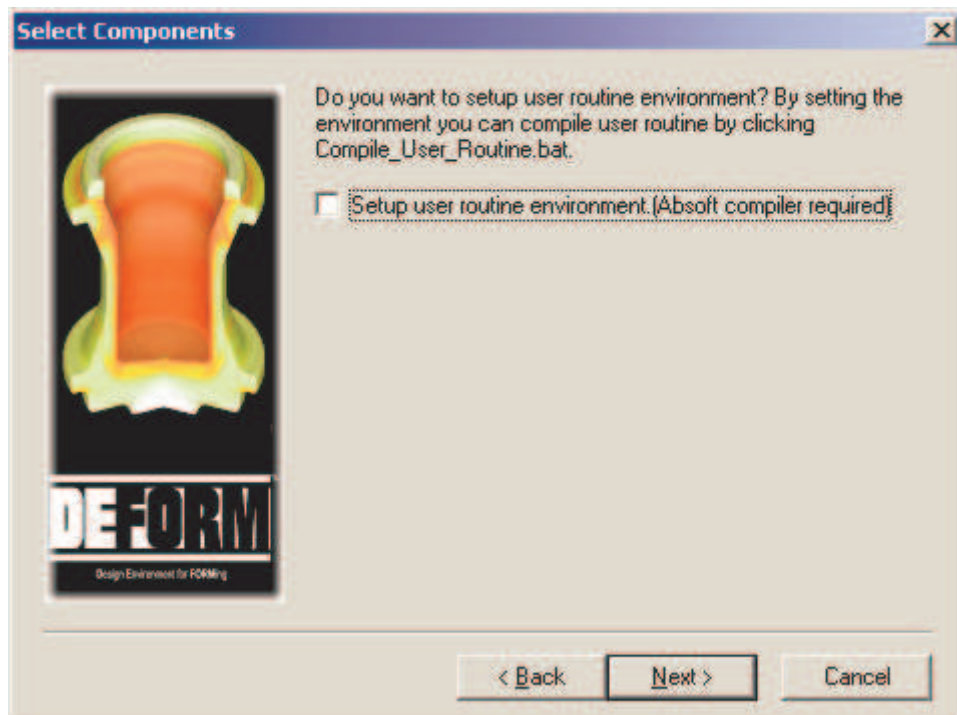 Select Components
Do you want to setup user routine environment? By setting the
environment you can compile user routine by clicking
Compile_User_Routine.bat.
Setup user routine environment.(Absoft compiler required)
DEFORM
Design Environment for FORMing
< Back
Next >
Cancel